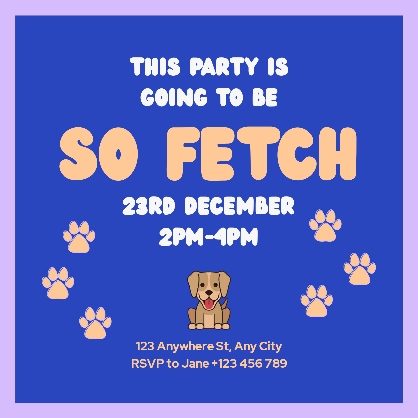 THIS PARTY IS
GOING TO BE
SO FETCH
23RD DECEMBER
2PM-4PM
123 Anywhere St, Any City
RSVP to Jane +123 456 789